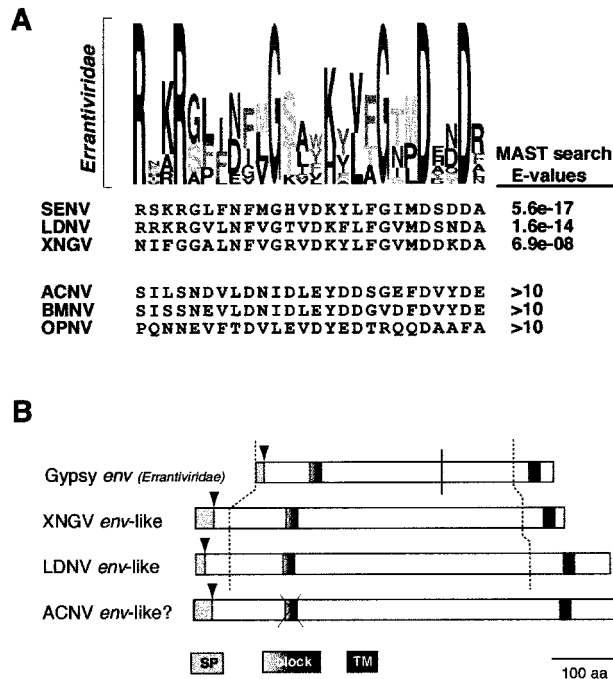 A
Errantiviridae
MAST search
E-values
SENV RSKRGLFNFMGHVDKYLFGIMDSDDA 5.6e-17
LDNV RRKRGVLNFVGTVDKFLFGVMDSNDA 1.6e-14
XNGV NIFGGALNFVGRVDKYLFGVMDDKDA 6.9e-08
ACNV SILSNDVLDNIDLEYDDSGEFDVYDE >10
BMNV SISSNEVLDNIDLEYDDGVDFDVYDE >10
OPNV PQNNEVFTDVLEVDYEDTRQQDAAFA >10
B
Gypsy env (Errantiviridae)
XNGV env-like
LDNV env-like
ACNV env-like?
SP block TM
100 aa